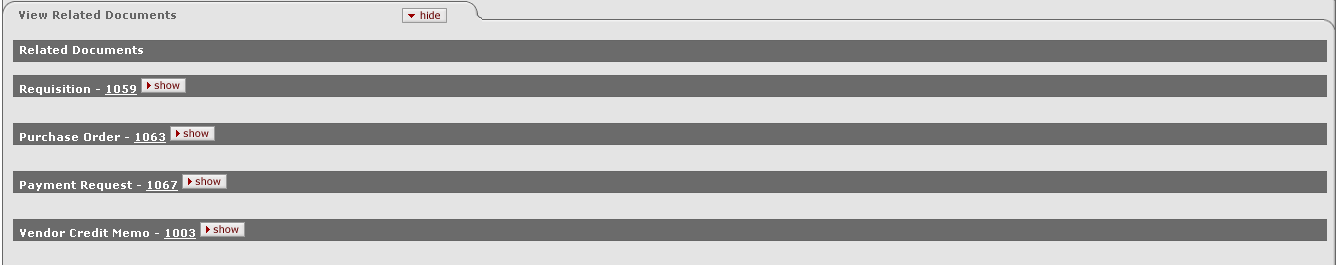 View Related Documents hide
Related Documents
Requisition - 1059 show
Purchase Order - 1063 show
Payment Request - 1067 show
Vendor Credit Memo - 1003 show